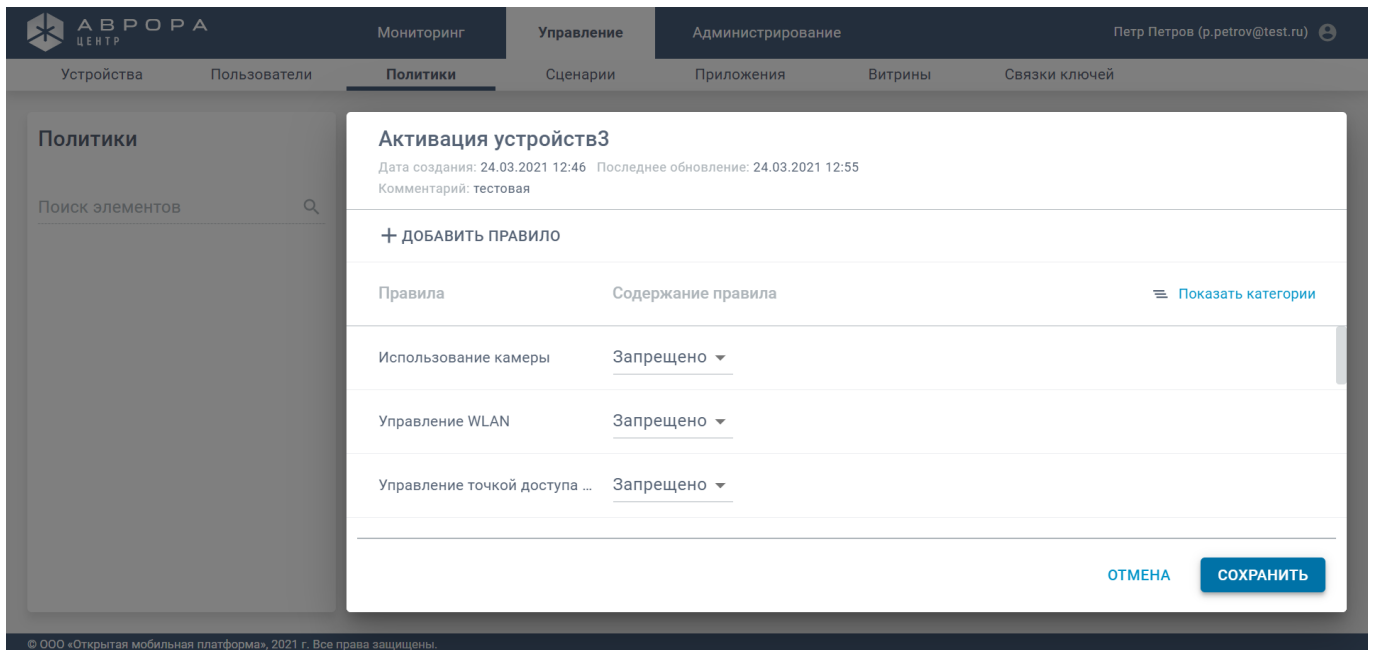 АВРОРА
ЦЕНТР
Мониторинг Управление Администрирование Петр Петров (p.petrov@test.ru)
Устройства Пользователи Политики Сценарии Приложения Витрины Связки ключей
Политики
Поиск элементов
Активация устройств3
Дата создания: 24.03.2021 12:46 Последнее обновление: 24.03.2021 12:55
Комментарий: тестовая
+ ДОБАВИТЬ ПРАВИЛО
Правила Содержание правила Показать категории
Использование камеры Запрещено
Управление WLAN Запрещено
Управление точкой доступа ... Запрещено
ОТМЕНА СОХРАНИТЬ
© ООО «Открытая мобильная платформа», 2021 г. Все права защищены.